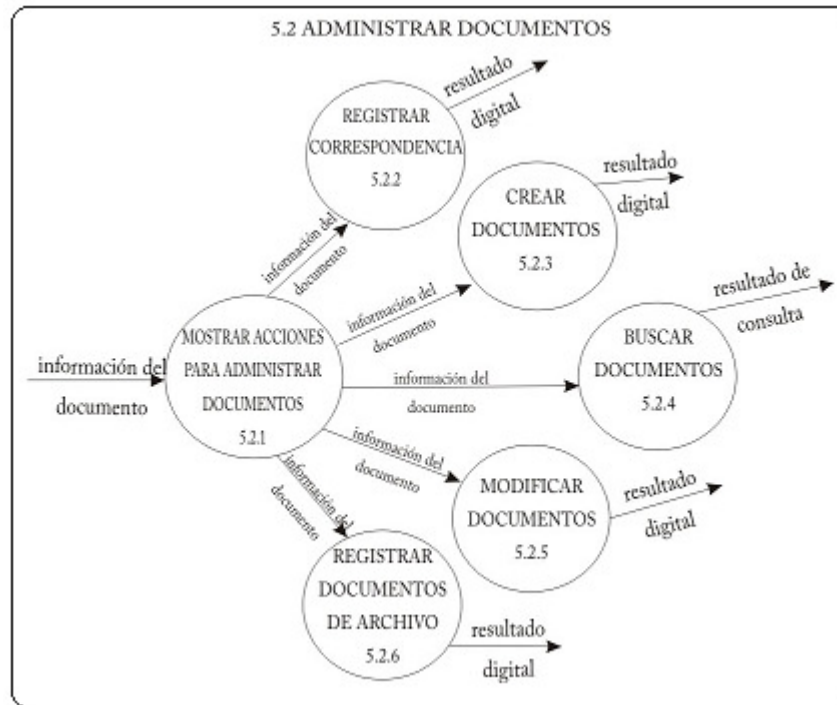 5.2 ADMINISTRAR DOCUMENTOS
REGISTRAR
CORRESPONDENCIA
5.2.2
resultado
digital
información del
documento
CREAR
DOCUMENTOS
5.2.3
resultado
digital
información del
documento
MOSTRAR ACCIONES
PARA ADMINISTRAR
DOCUMENTOS
5.2.1
información del
documento
información del
documento
BUSCAR
DOCUMENTOS
5.2.4
resultado de
consulta
información del
documento
MODIFICAR
DOCUMENTOS
5.2.5
resultado
digital
información del
documento
REGISTRAR
DOCUMENTOS
DE ARCHIVO
5.2.6
resultado
digital